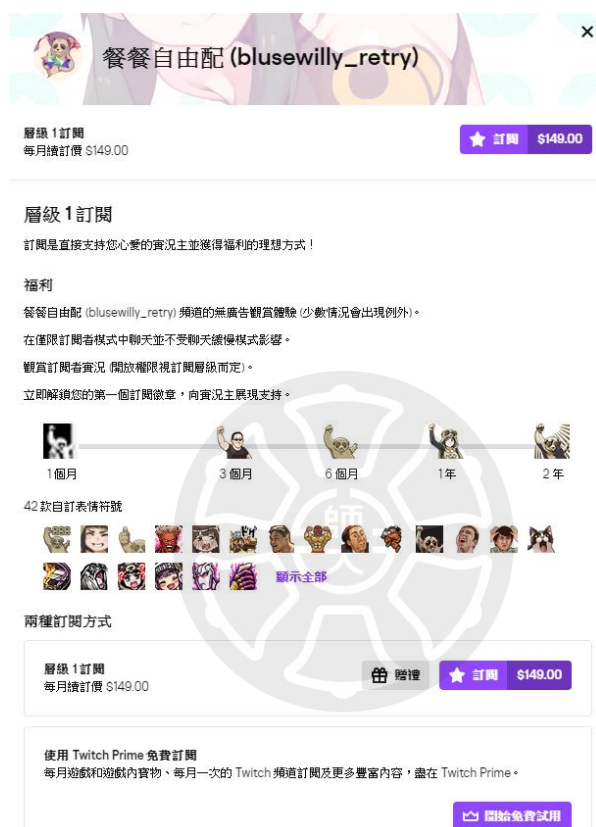 餐餐自由配 (blusewilly_retry)
層級 1 訂閱
每月續訂價 $149.00
訂閱 $149.00
層級 1 訂閱
訂閱是直接支持您心愛的實況主並獲得福利的理想方式！
福利
餐餐自由配 (blusewilly_retry) 頻道的無廣告觀賞體驗 (少數情況會出現例外)。
在僅限訂閱者模式中聊天並不受聊天緩慢模式影響。
觀賞訂閱者實況 (開放權限視訂閱層級而定)。
立即解鎖您的第一個訂閱徽章，向實況主展現支持。
1 個月 3 個月 6 個月 1 年 2 年
42 款自訂表情符號
顯示全部
兩種訂閱方式
層級 1 訂閱
每月續訂價 $149.00
贈禮 訂閱 $149.00
使用 Twitch Prime 免費訂閱
每月遊戲和遊戲內寶物、每月一次的 Twitch 頻道訂閱及更多豐富內容，盡在 Twitch Prime。
開始免費試用
師